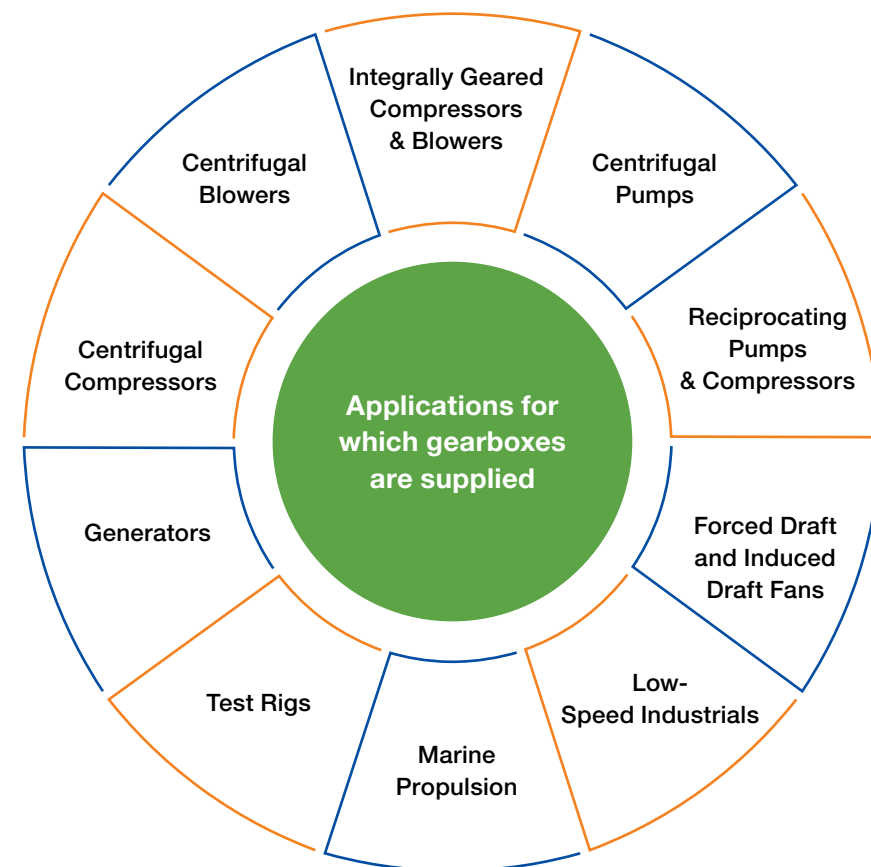 Integrally Geared
Compressors
& Blowers
Centrifugal
Pumps
Reciprocating
Pumps
& Compressors
Forced Draft
and Induced
Draft Fans
Low-
Speed Industrials
Marine
Propulsion
Test Rigs
Generators
Centrifugal
Compressors
Centrifugal
Blowers
Applications for
which gearboxes
are supplied